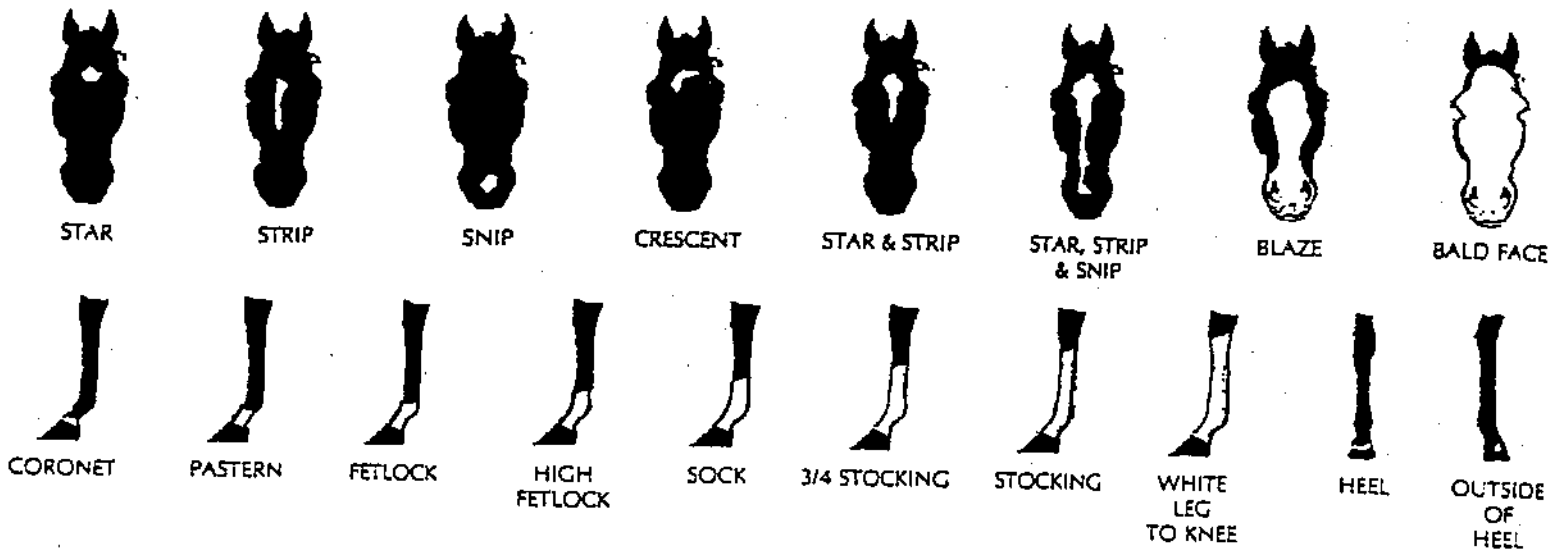 STAR
STRIP
SNIP
CRESCENT
STAR & STRIP
STAR, STRIP
& SNIP
BLAZE
BALD FACE
CORONET
PASTERN
FETLOCK
HIGH
FETLOCK
SOCK
3/4 STOCKING
STOCKING
WHITE
LEG
TO KNEE
HEEL
OUTSIDE
OF
HEEL